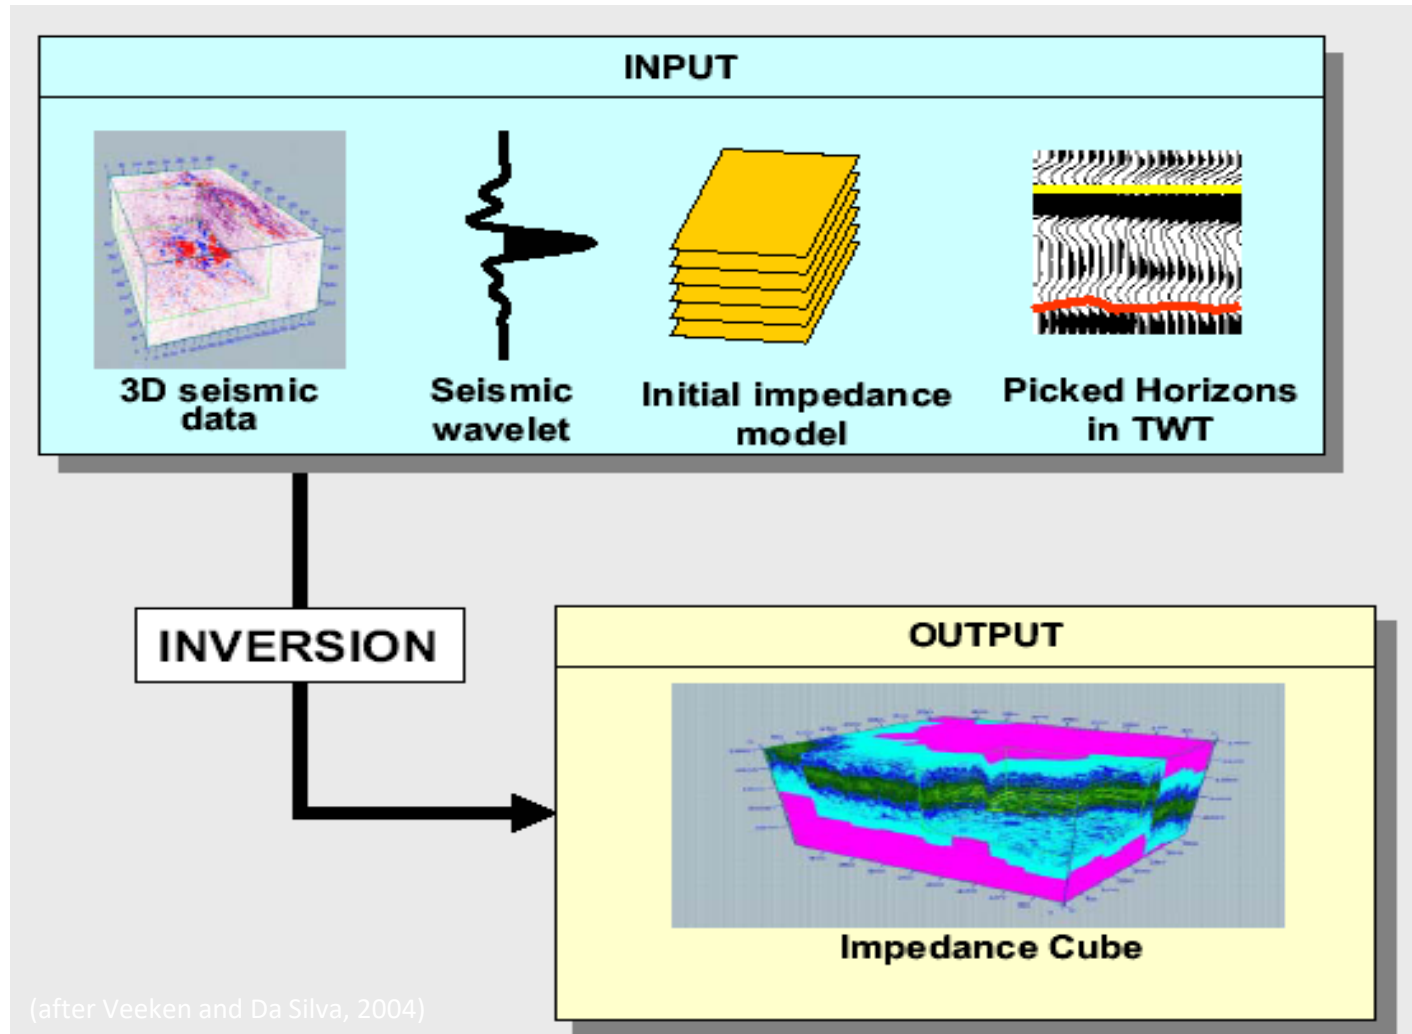 INPUT
3D seismic
data
Seismic
wavelet
Initial impedance
model
Picked Horizons
in TWT
INVERSION
OUTPUT
Impedance Cube
(after Veeken and Da Silva, 2004)